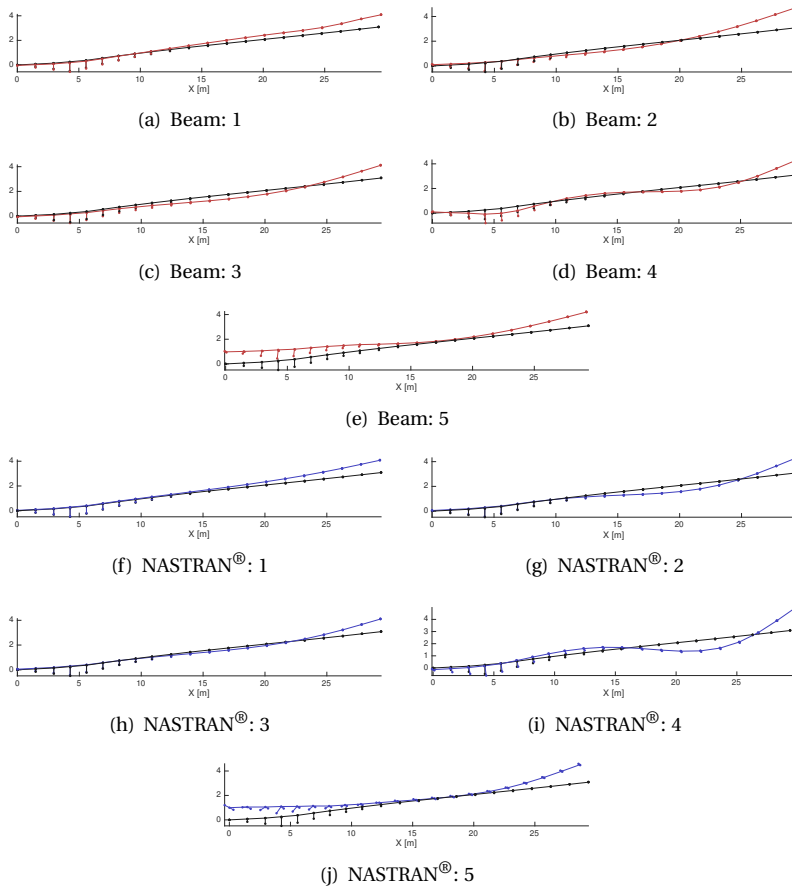 4
2
0
0 5 10 15 20 25
X [m]
(a) Beam: 1
4
2
0
0 5 10 15 20 25
X [m]
(b) Beam: 2
4
2
0
0 5 10 15 20 25
X [m]
(c) Beam: 3
4
2
0
0 5 10 15 20 25
X [m]
(d) Beam: 4
4
2
0
0 5 10 15 20 25
X [m]
(e) Beam: 5
4
2
0
0 5 10 15 20 25
X [m]
(f) NASTRAN®: 1
4
2
0
0 5 10 15 20 25
X [m]
(g) NASTRAN®: 2
4
2
0
0 5 10 15 20 25
X [m]
(h) NASTRAN®: 3
4
3
2
1
0
0 5 10 15 20 25
X [m]
(i) NASTRAN®: 4
4
2
0
0 5 10 15 20 25
X [m]
(j) NASTRAN®: 5